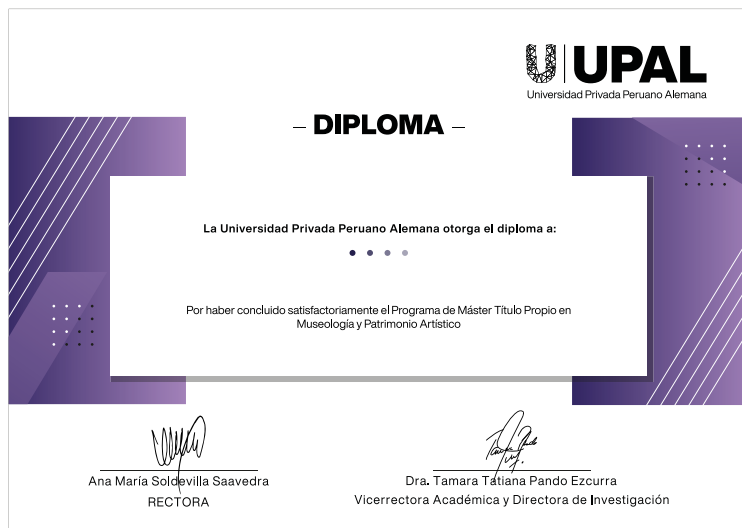 UPAL
Universidad Privada Peruano Alemana
– DIPLOMA –
La Universidad Privada Peruano Alemana otorga el diploma a:
Por haber concluido satisfactoriamente el Programa de Máster Título Propio en
Museología y Patrimonio Artístico
Ana María Soldevilla Saavedra
RECTORA
Dra. Tamara Tatiana Pando Ezcurra
Vicerrectora Académica y Directora de Investigación